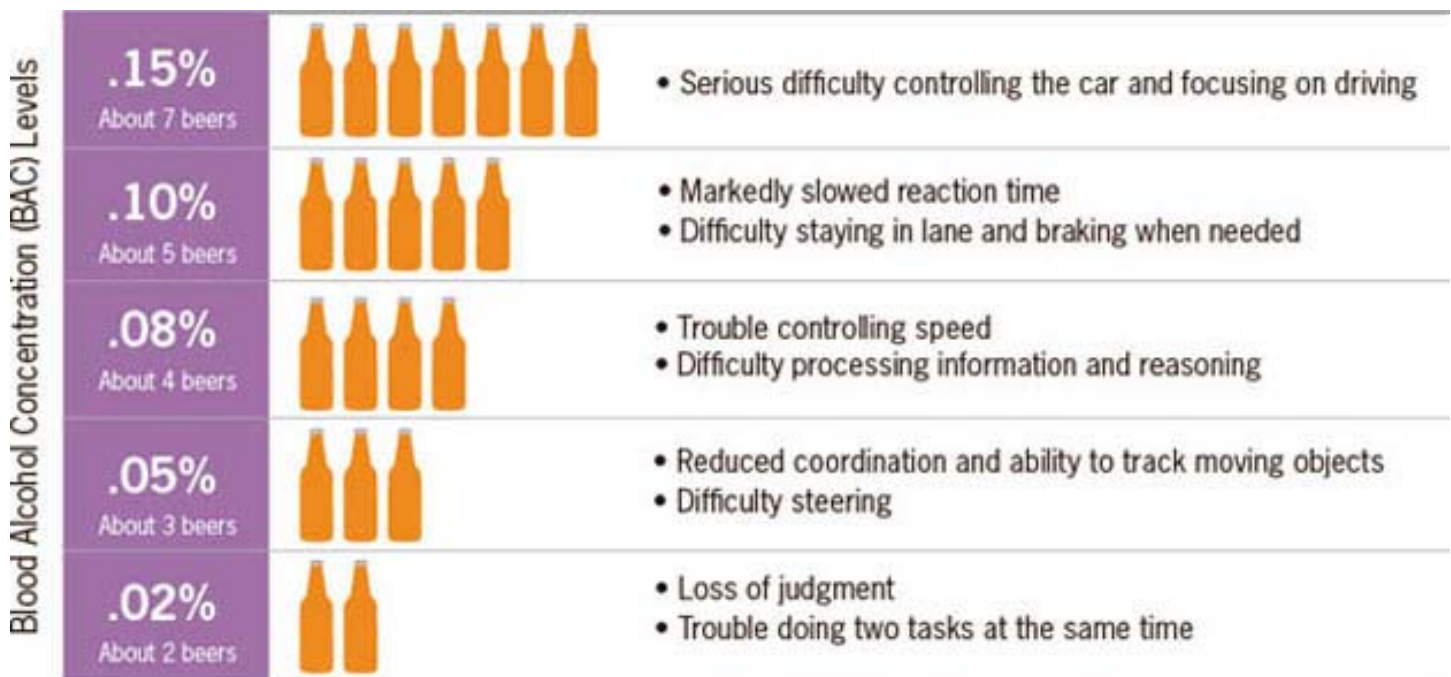 Blood Alcohol Concentration (BAC) Levels
.15%
About 7 beers
• Serious difficulty controlling the car and focusing on driving
.10%
About 5 beers
• Markedly slowed reaction time
• Difficulty staying in lane and braking when needed
.08%
About 4 beers
• Trouble controlling speed
• Difficulty processing information and reasoning
.05%
About 3 beers
• Reduced coordination and ability to track moving objects
• Difficulty steering
.02%
About 2 beers
• Loss of judgment
• Trouble doing two tasks at the same time